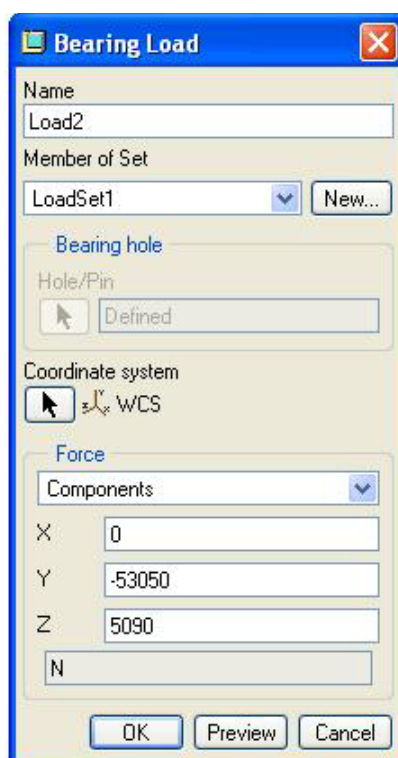 Bearing Load
Name
Load2
Member of Set
LoadSet1 New...
Bearing hole
Hole/Pin
Defined
Coordinate system
WCS
Force
Components
X 0
Y -53050
Z 5090
N
OK Preview Cancel